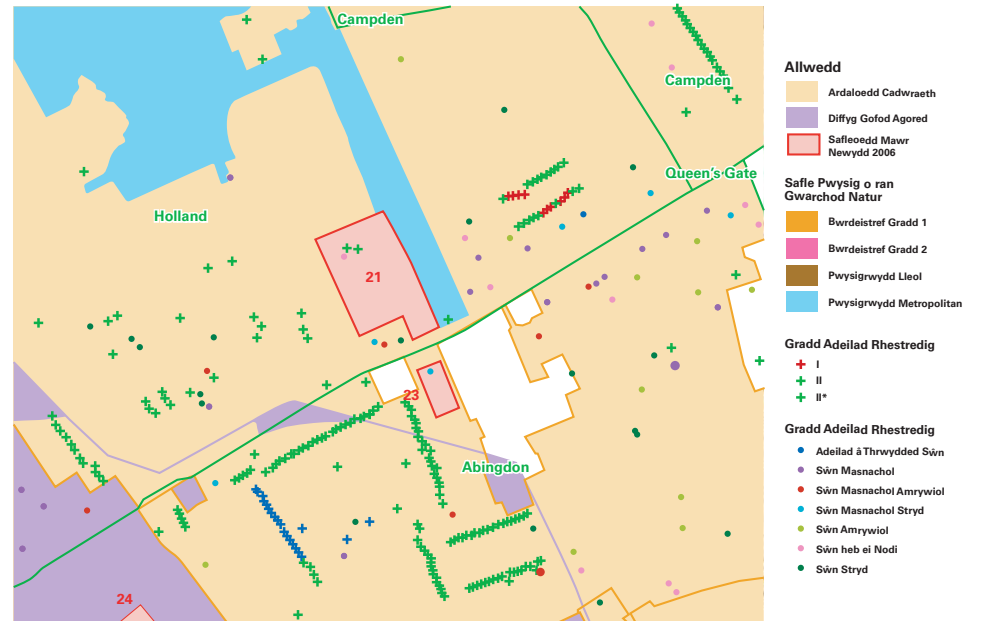 Campden
Campden
Queen's Gate
Holland
21
23
Abingdon
24
Allwedd
Ardaloedd Cadwraeth
Diffyg Gofod Agored
Safleoedd Mawr
Newydd 2006
Safle Pwysig o ran
Gwarchod Natur
Bwrdeistref Gradd 1
Bwrdeistref Gradd 2
Pwysigrwydd Lleol
Pwysigrwydd Metropolitan
Gradd Adeilad Rhestredig
I
II
II*
Gradd Adeilad Rhestredig
Adeilad â Thrwydded Sŵn
Sŵn Masnachol
Sŵn Masnachol Amrywiol
Sŵn Masnachol Stryd
Sŵn Amrywiol
Sŵn heb ei Nodi
Sŵn Stryd